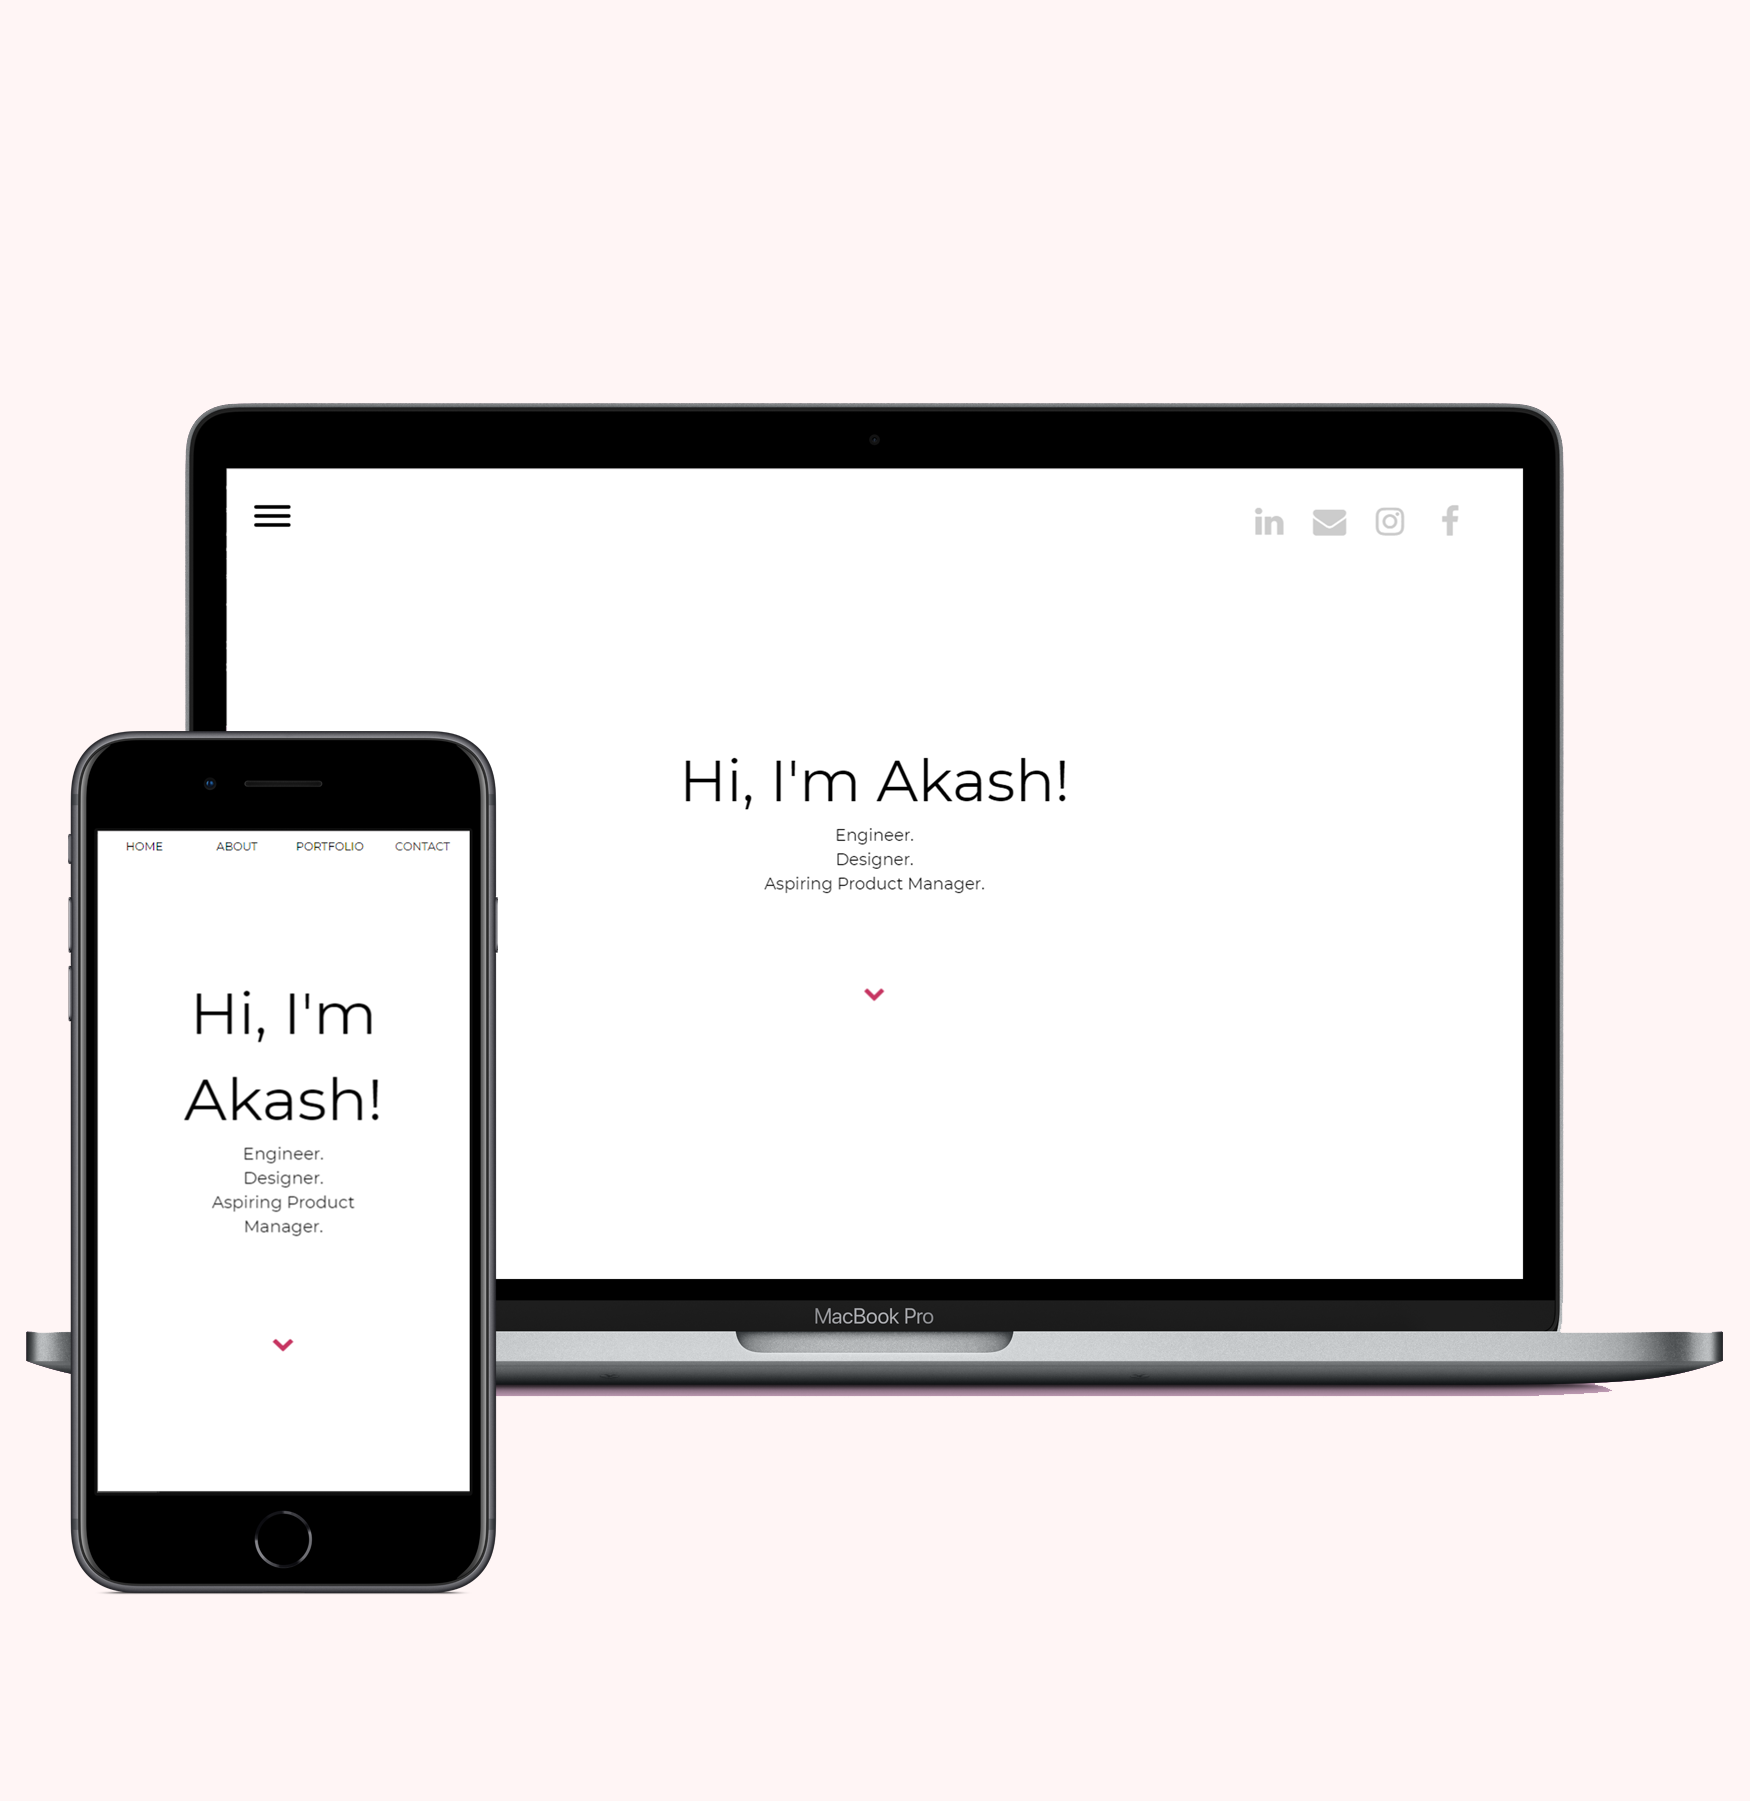 Hi, I'm Akash!
Engineer.
Designer.
Aspiring Product Manager.
MacBook Pro
HOME ABOUT PORTFOLIO CONTACT
Hi, I'm
Akash!
Engineer.
Designer.
Aspiring Product
Manager.